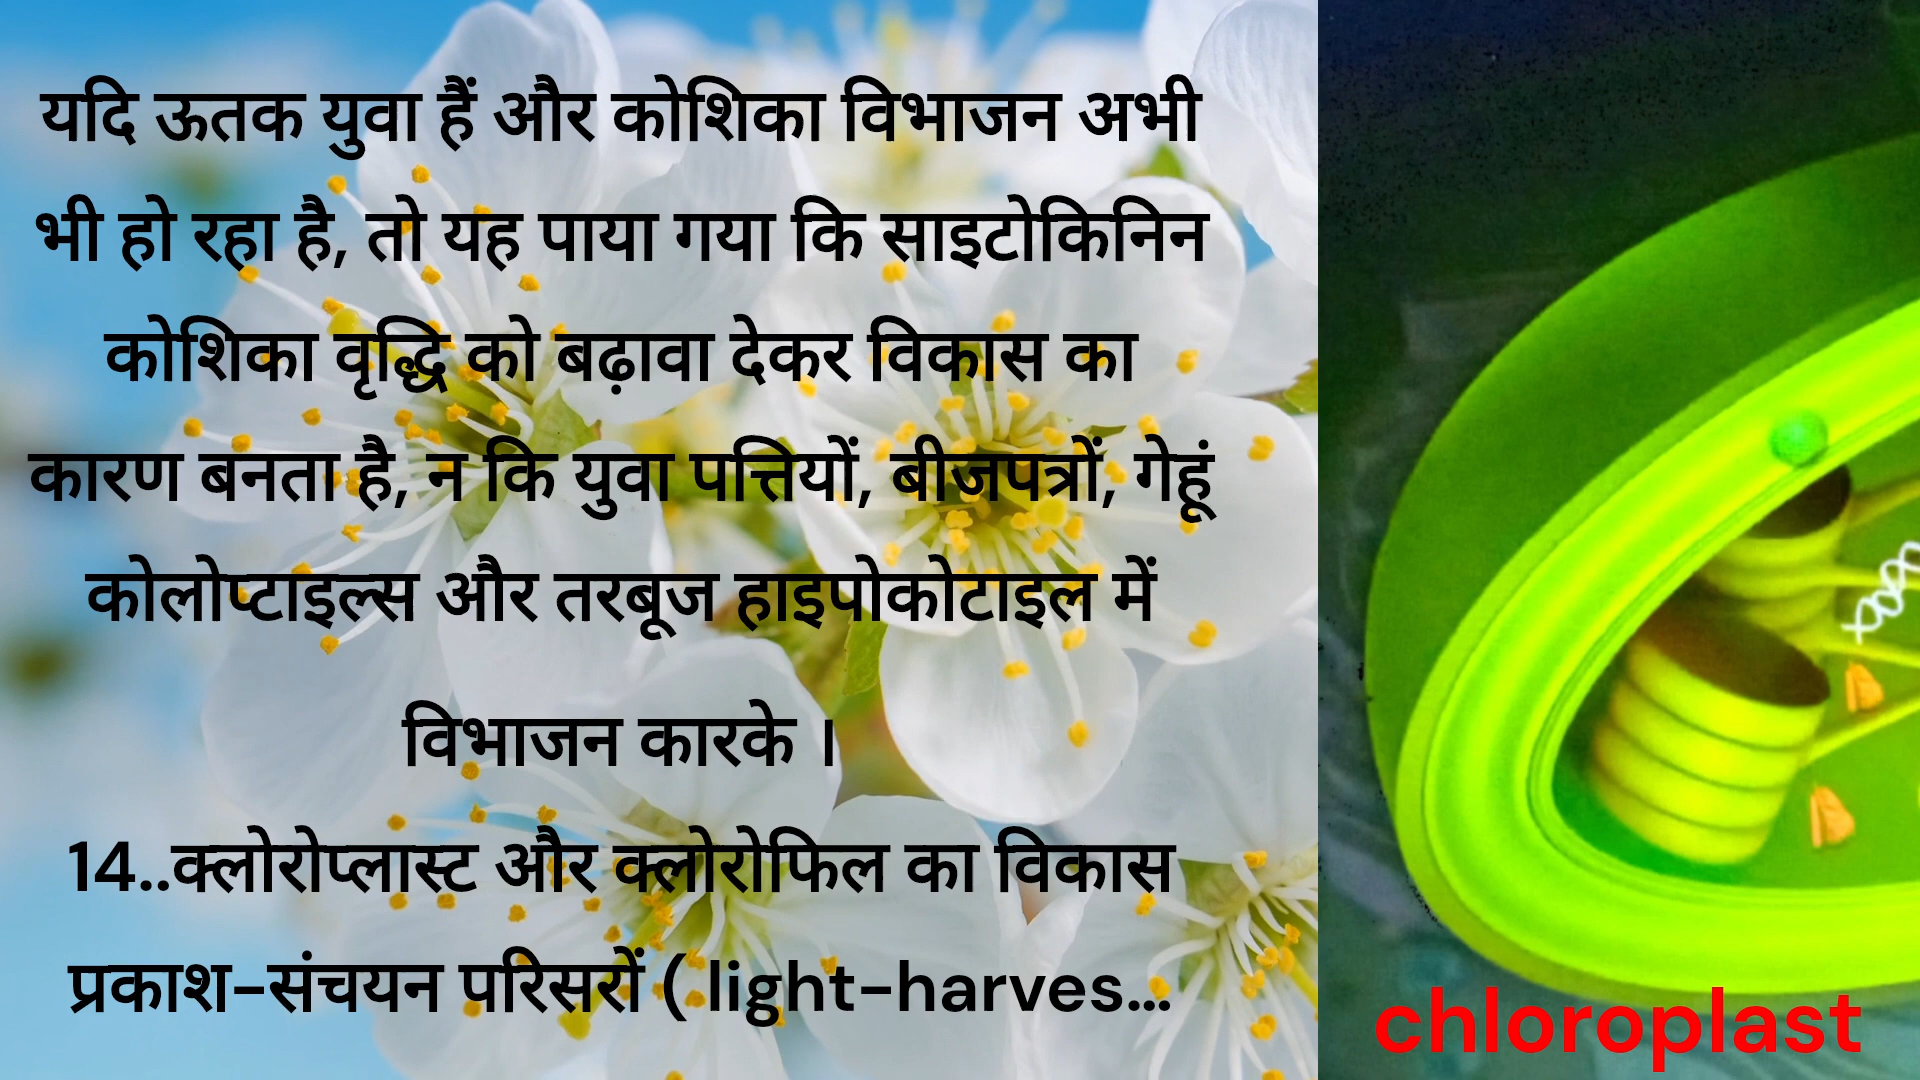 यदि ऊतक युवा हैं और कोशिका विभाजन अभी
भी हो रहा है, तो यह पाया गया कि साइटोकिनिन
कोशिका वृद्धि को बढ़ावा देकर विकास का
कारण बनता है, न कि युवा पत्तियों, बीजपत्रों, गेहूं
कोलोप्टाइल्स और तरबूज हाइपोकोटाइल में
विभाजन कारके ।
14..क्लोरोप्लास्ट और क्लोरोफिल का विकास
प्रकाश-संचयन परिसरों ( light-harves...
chloroplast